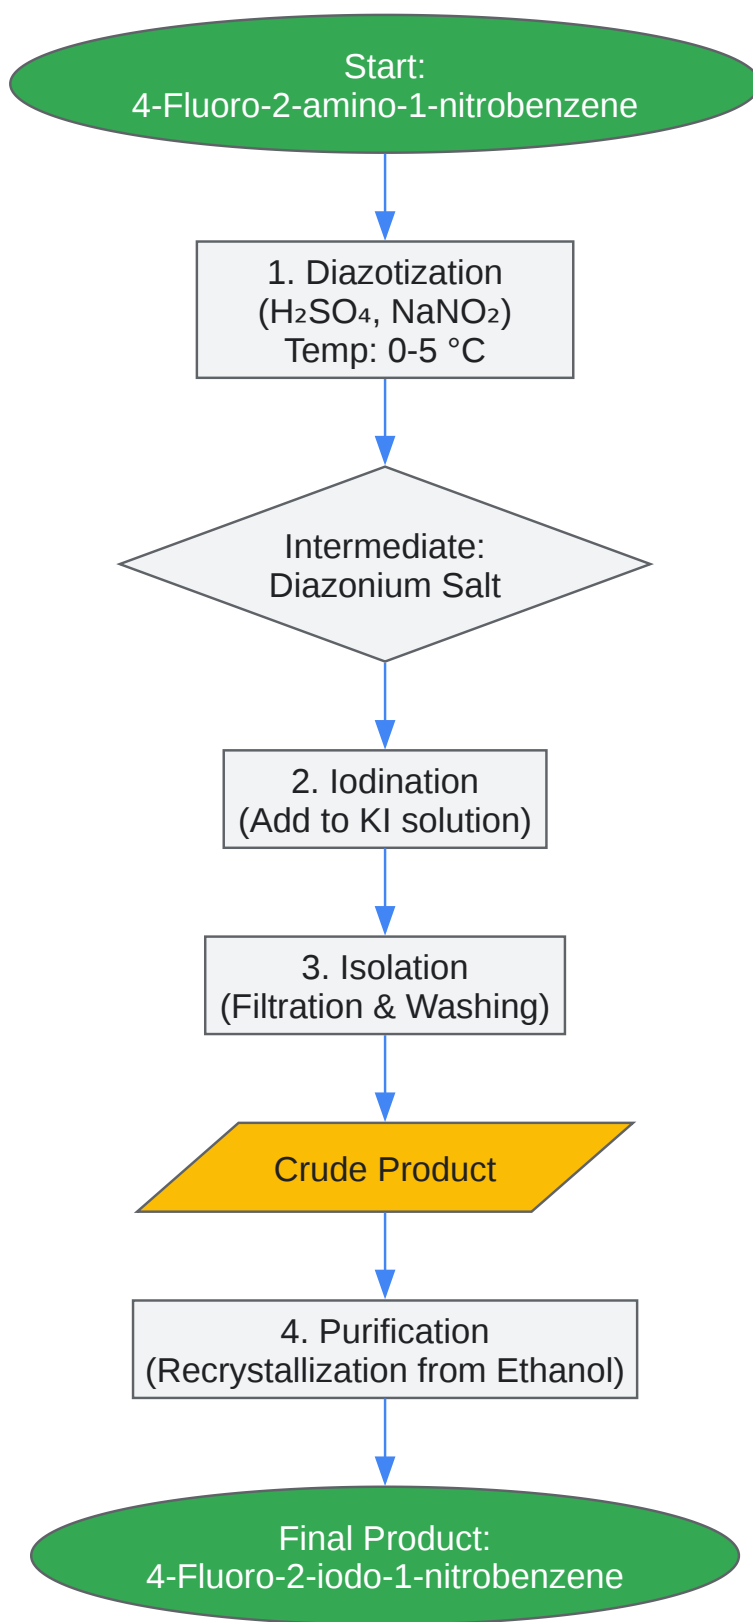 Start:
4-Fluoro-2-amino-1-nitrobenzene
1. Diazotization
(H₂SO₄, NaNO₂)
Temp: 0-5 °C
Intermediate:
Diazonium Salt
2. Iodination
(Add to KI solution)
3. Isolation
(Filtration & Washing)
Crude Product
4. Purification
(Recrystallization from Ethanol)
Final Product:
4-Fluoro-2-iodo-1-nitrobenzene